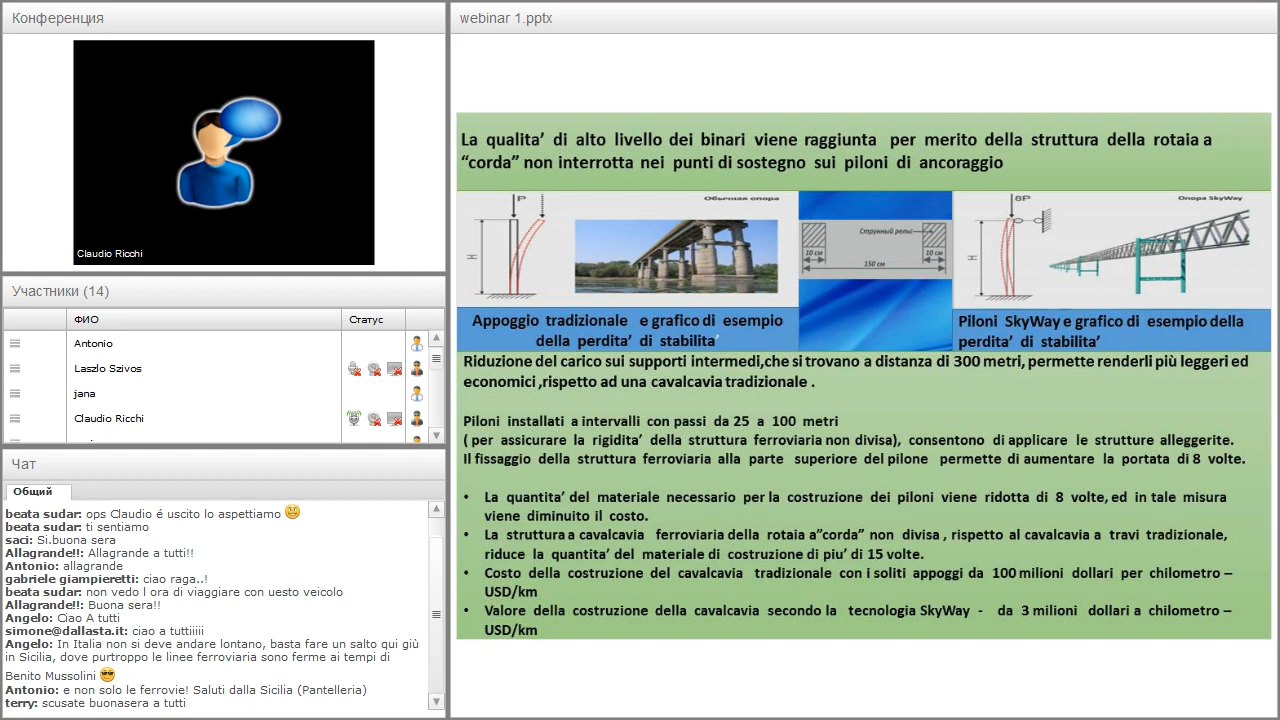 Конференция
Claudio Ricchi
Участники (14)
ФИО
Статус
Antonio
Laszlo Szivos
jana
Claudio Ricchi
Чат
Общий
beata sudar: ops Claudio é uscito lo aspettiamo
beata sudar: ti sentiamo
saci: Si.buona sera
Allagrande!!: Allagrande a tutti!!
Antonio: allagrande
gabriele giampieretti: ciao raga..!
beata sudar: non vedo l ora di viaggiare con uesto veicolo
Allagrande!!: Buona sera!!
Angelo: Ciao A tutti
simone@dallasta.it: ciao a tuttiiiii
Angelo: In Italia non si deve andare lontano, basta fare un salto qui giù
in Sicilia, dove purtroppo le linee ferroviaria sono ferme ai tempi di
Benito Mussolini
Antonio: e non solo le ferrovie! Saluti dalla Sicilia (Pantelleria)
terry: scusate buonasera a tutti
webinar 1.pptx
La qualita’ di alto livello dei binari viene raggiunta per merito della struttura della rotaia a
“corda” non interrotta nei punti di sostegno sui piloni di ancoraggio
P
Обычная опора
H
Струнный рельс
10 см
10 см
150 см
8P
Опора SkyWay
H
Appoggio tradizionale e grafico di esempio
della perdita’ di stabilita’
Piloni SkyWay e grafico di esempio della
perdita’ di stabilita’
Riduzione del carico sui supporti intermedi,che si trovano a distanza di 300 metri, permette renderli più leggeri ed
economici ,rispetto ad una cavalcavia tradizionale .
Piloni installati a intervalli con passi da 25 a 100 metri
( per assicurare la rigidita’ della struttura ferroviaria non divisa), consentono di applicare le strutture alleggerite.
Il fissaggio della struttura ferroviaria alla parte superiore del pilone permette di aumentare la portata di 8 volte.
• La quantita’ del materiale necessario per la costruzione dei piloni viene ridotta di 8 volte, ed in tale misura
viene diminuito il costo.
• La struttura a cavalcavia ferroviaria della rotaia a”corda” non divisa , rispetto al cavalcavia a travi tradizionale,
riduce la quantita’ del materiale di costruzione di piu’ di 15 volte.
• Costo della costruzione del cavalcavia tradizionale con i soliti appoggi da 100 milioni dollari per chilometro –
USD/km
• Valore della costruzione della cavalcavia secondo la tecnologia SkyWay - da 3 milioni dollari a chilometro –
USD/km